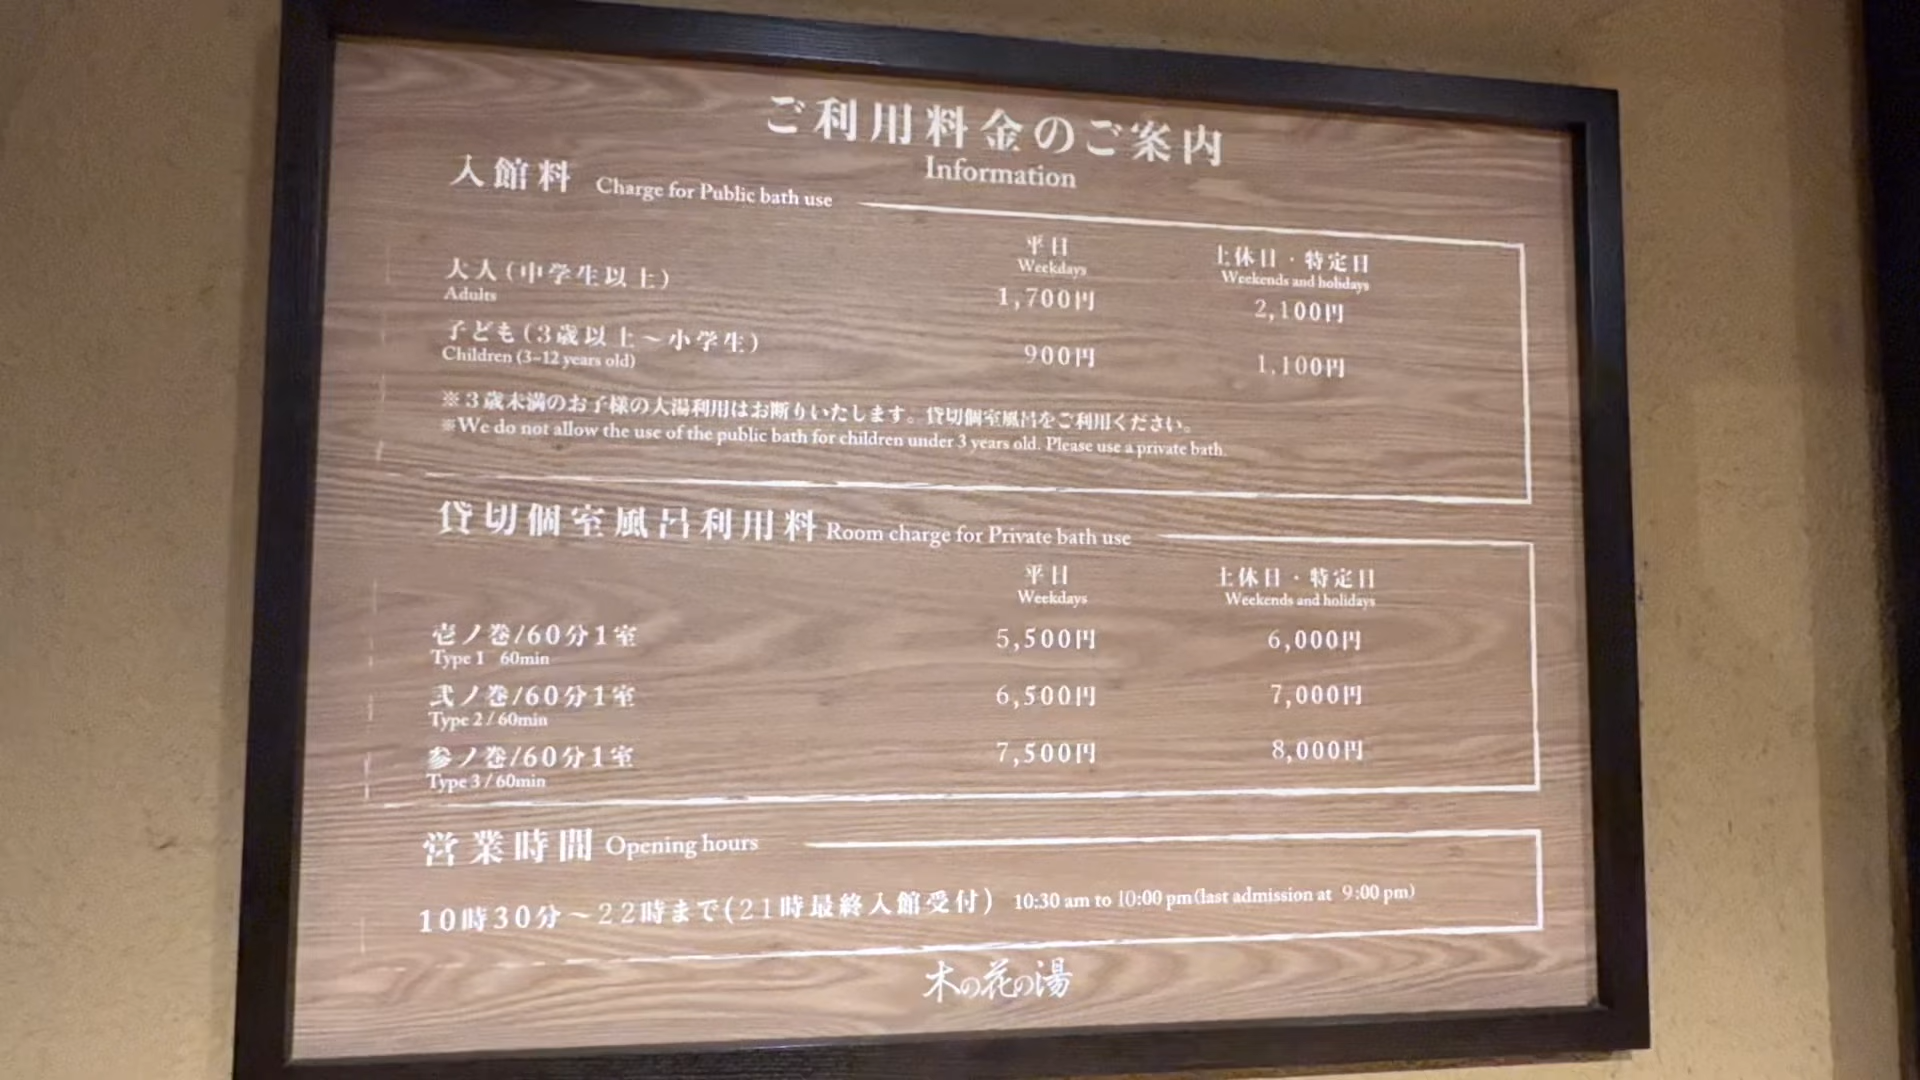 ご利用料金のご案内
Information
入館料 Charge for Public bath use
平日 土休日・特定日
Weekdays Weekends and holidays
大人(中学生以上) 1,700円 2,100円
Adults
子ども(3歳以上〜小学生) 900円 1,100円
Children (3-12 years old)
※3歳未満のお子様の大湯利用はお断りいたします。貸切個室風呂をご利用ください。
※We do not allow the use of the public bath for children under 3 years old. Please use a private bath.
貸切個室風呂利用料 Room charge for Private bath use
平日 土休日・特定日
Weekdays Weekends and holidays
壱ノ巻/60分1室 5,500円 6,000円
Type 1 60min
弐ノ巻/60分1室 6,500円 7,000円
Type 2 / 60min
参ノ巻/60分1室 7,500円 8,000円
Type 3 / 60min
営業時間 Opening hours
10時30分〜22時まで(21時最終入館受付) 10:30 am to 10:00 pm(last admission at 9:00 pm)
木の花の湯